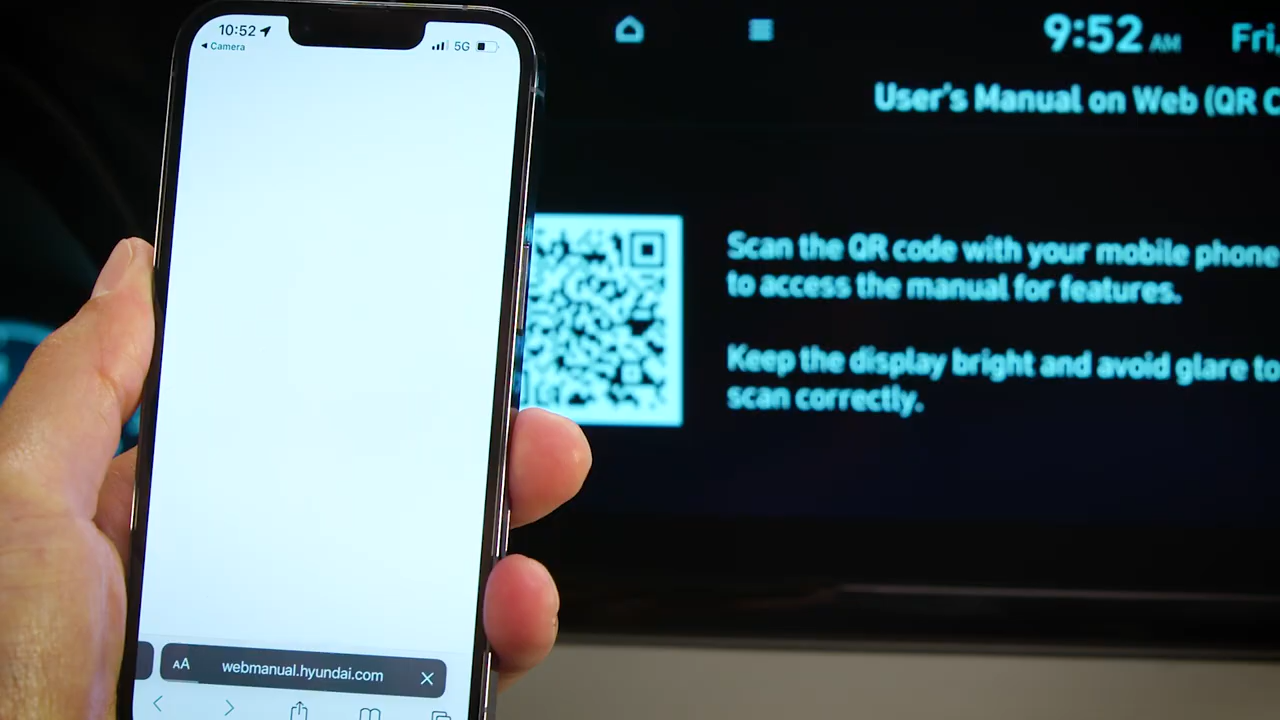 10:52
Camera
5G
AA
webmanual.hyundai.com
9:52 AM
Fri,
User's Manual on Web (QR C
Scan the QR code with your mobile phone
to access the manual for features.
Keep the display bright and avoid glare to
scan correctly.